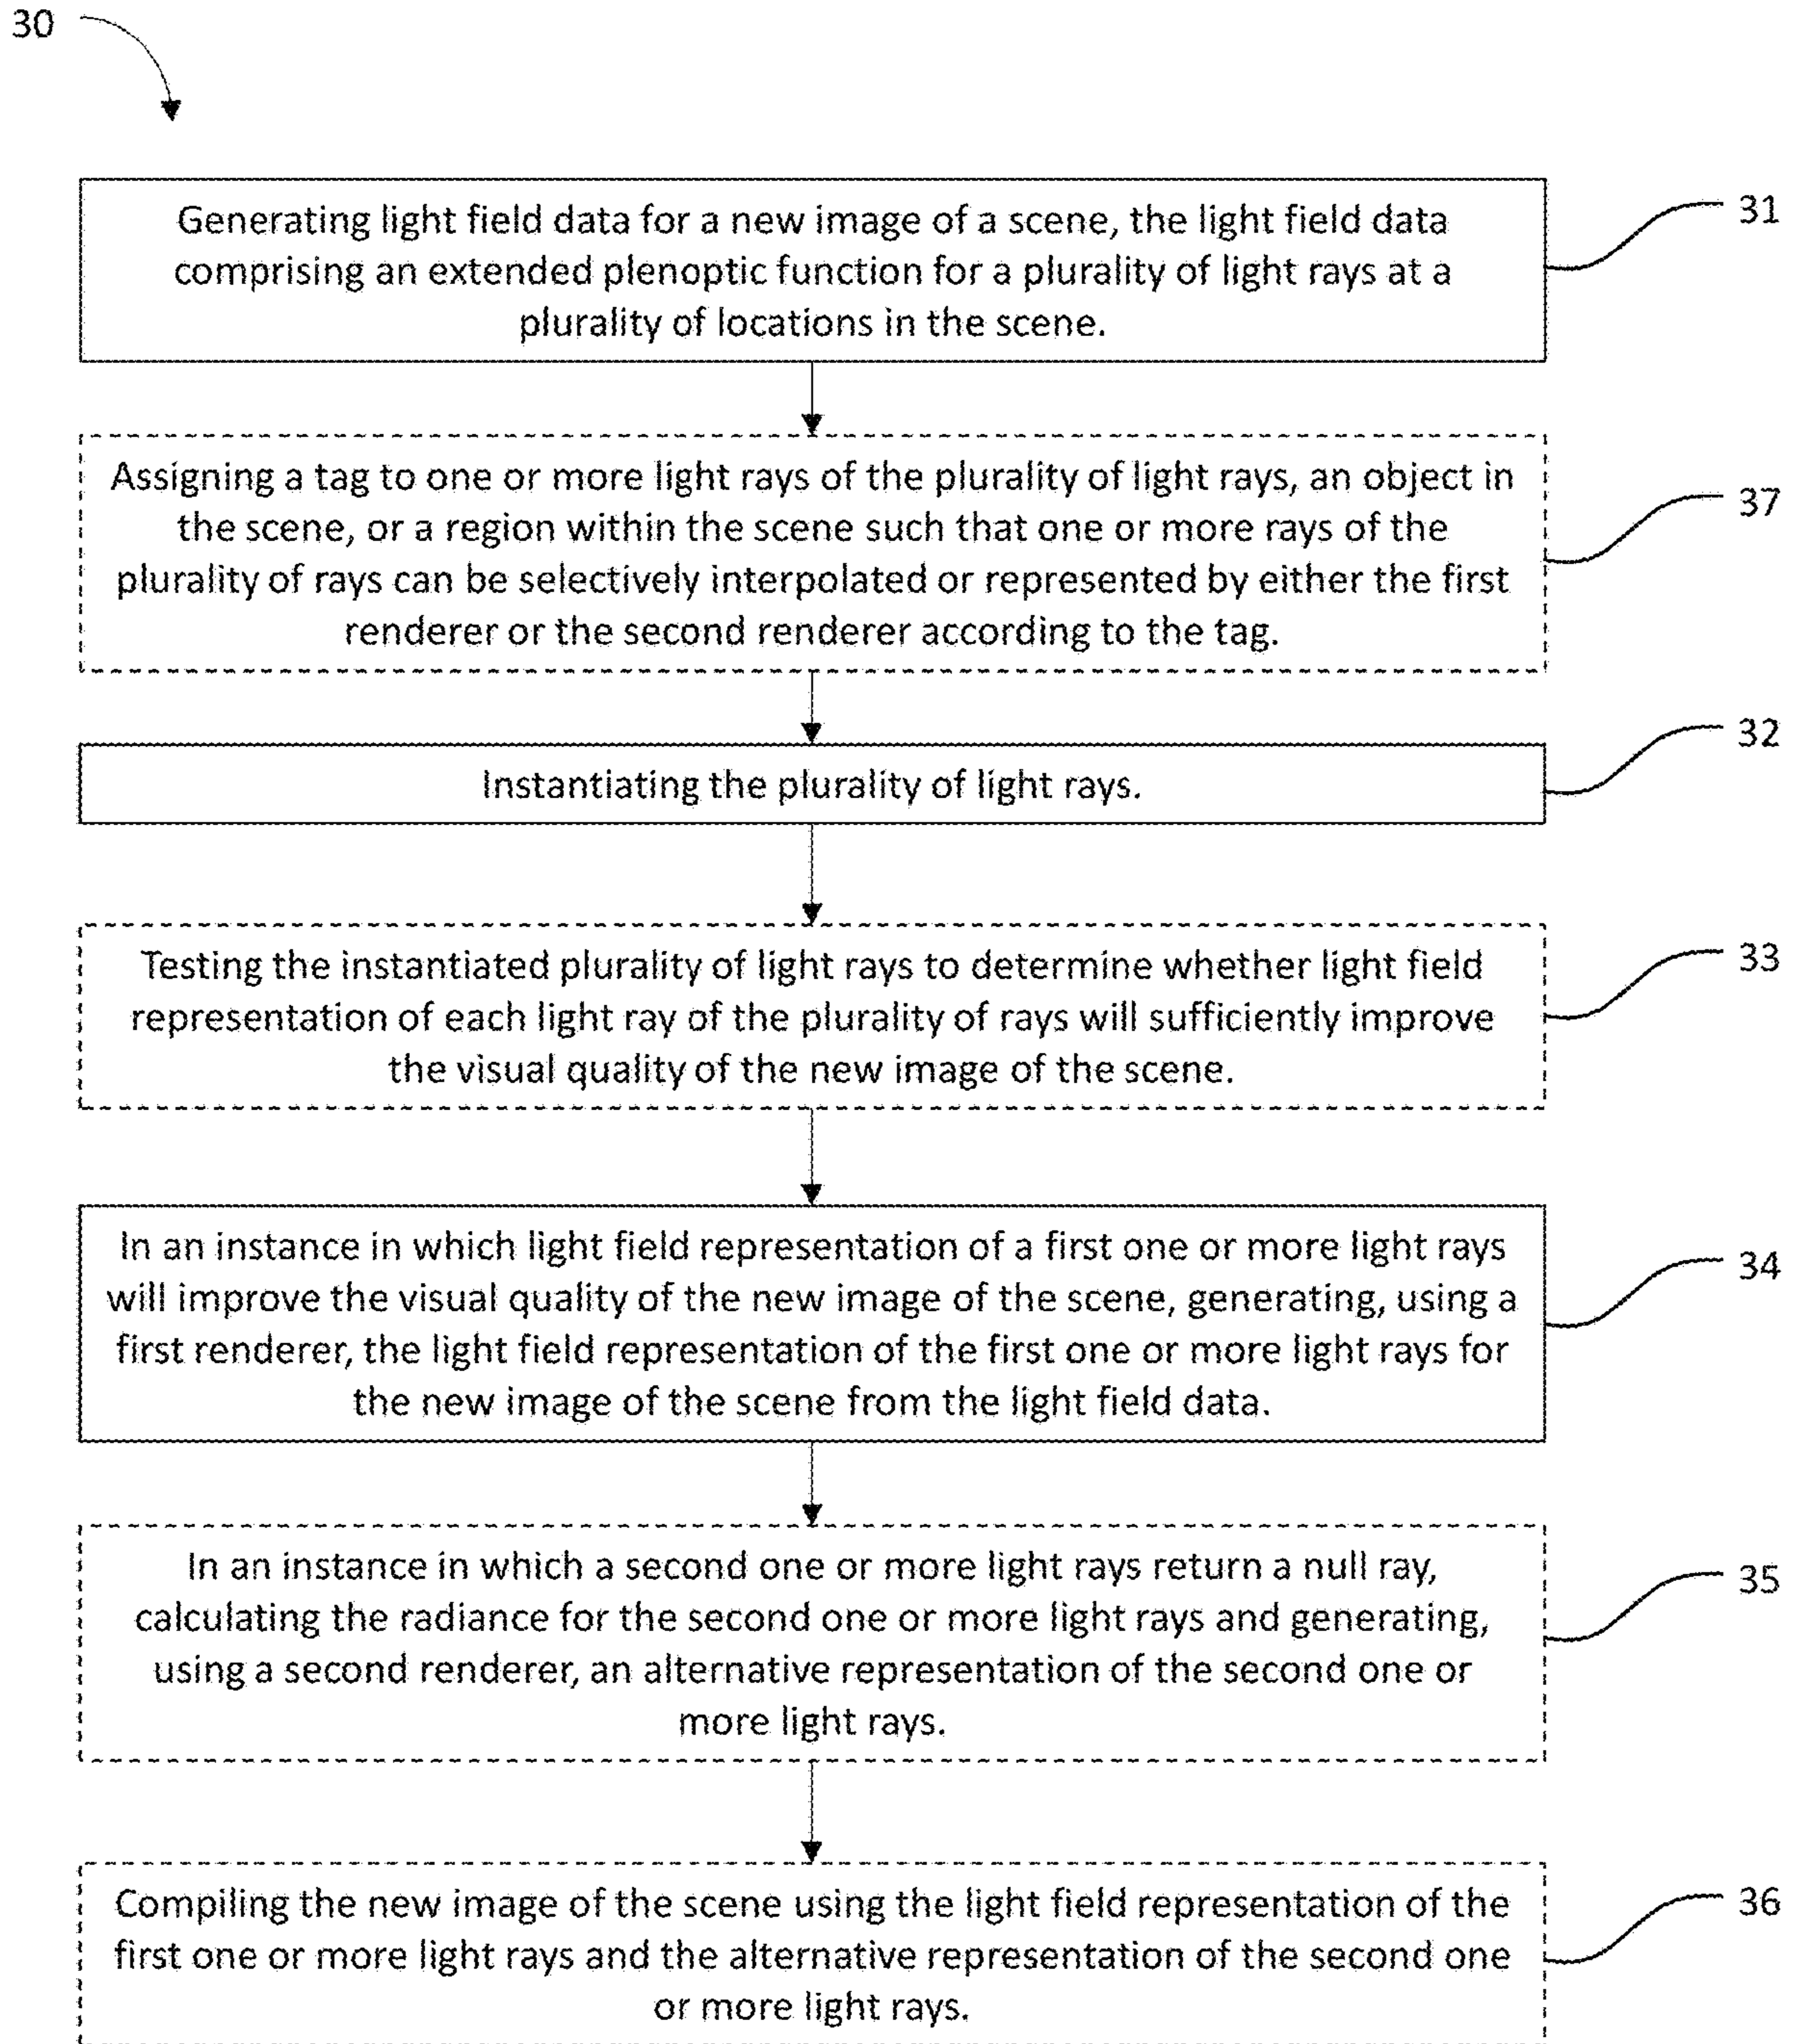 30
Generating light field data for a new image of a scene, the light field data
comprising an extended plenoptic function for a plurality of light rays at a
plurality of locations in the scene.
31
Assigning a tag to one or more light rays of the plurality of light rays, an object in
the scene, or a region within the scene such that one or more rays of the
plurality of rays can be selectively interpolated or represented by either the first
renderer or the second renderer according to the tag.
37
Instantiating the plurality of light rays.
32
Testing the instantiated plurality of light rays to determine whether light field
representation of each light ray of the plurality of rays will sufficiently improve
the visual quality of the new image of the scene.
33
In an instance in which light field representation of a first one or more light rays
will improve the visual quality of the new image of the scene, generating, using a
first renderer, the light field representation of the first one or more light rays for
the new image of the scene from the light field data.
34
In an instance in which a second one or more light rays return a null ray,
calculating the radiance for the second one or more light rays and generating,
using a second renderer, an alternative representation of the second one or
more light rays.
35
Compiling the new image of the scene using the light field representation of the
first one or more light rays and the alternative representation of the second one
or more light rays.
36